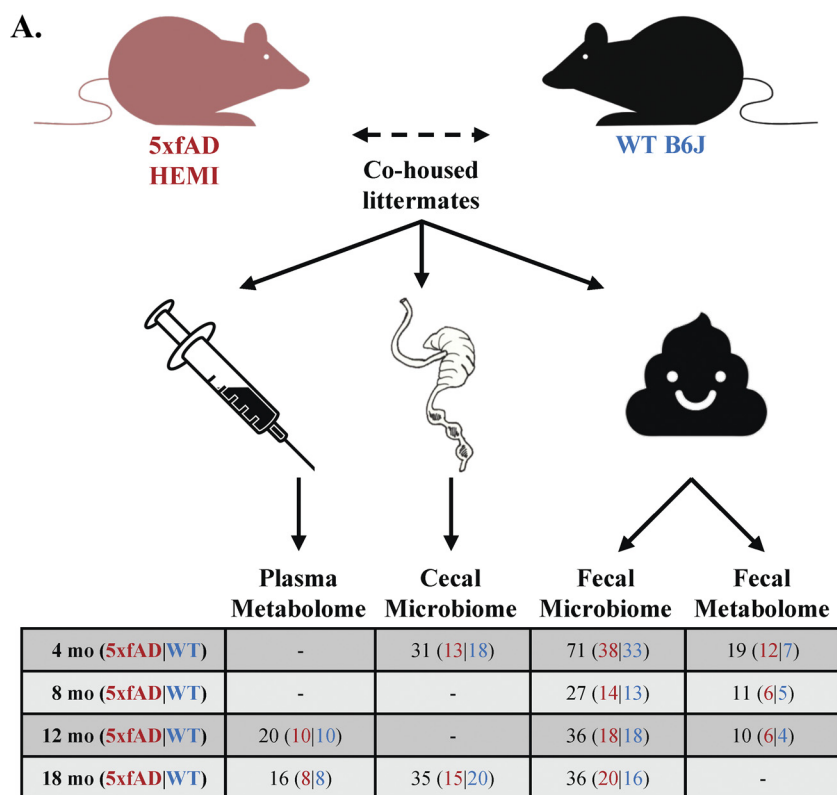 A.
5xfAD
HEMI
WT B6J
Co-housed
littermates
Plasma
Metabolome
Cecal
Microbiome
Fecal
Microbiome
Fecal
Metabolome
4 mo (5xfAD|WT) - 31 (13|18) 71 (38|33) 19 (12|7)
8 mo (5xfAD|WT) - - 27 (14|13) 11 (6|5)
12 mo (5xfAD|WT) 20 (10|10) - 36 (18|18) 10 (6|4)
18 mo (5xfAD|WT) 16 (8|8) 35 (15|20) 36 (20|16) -